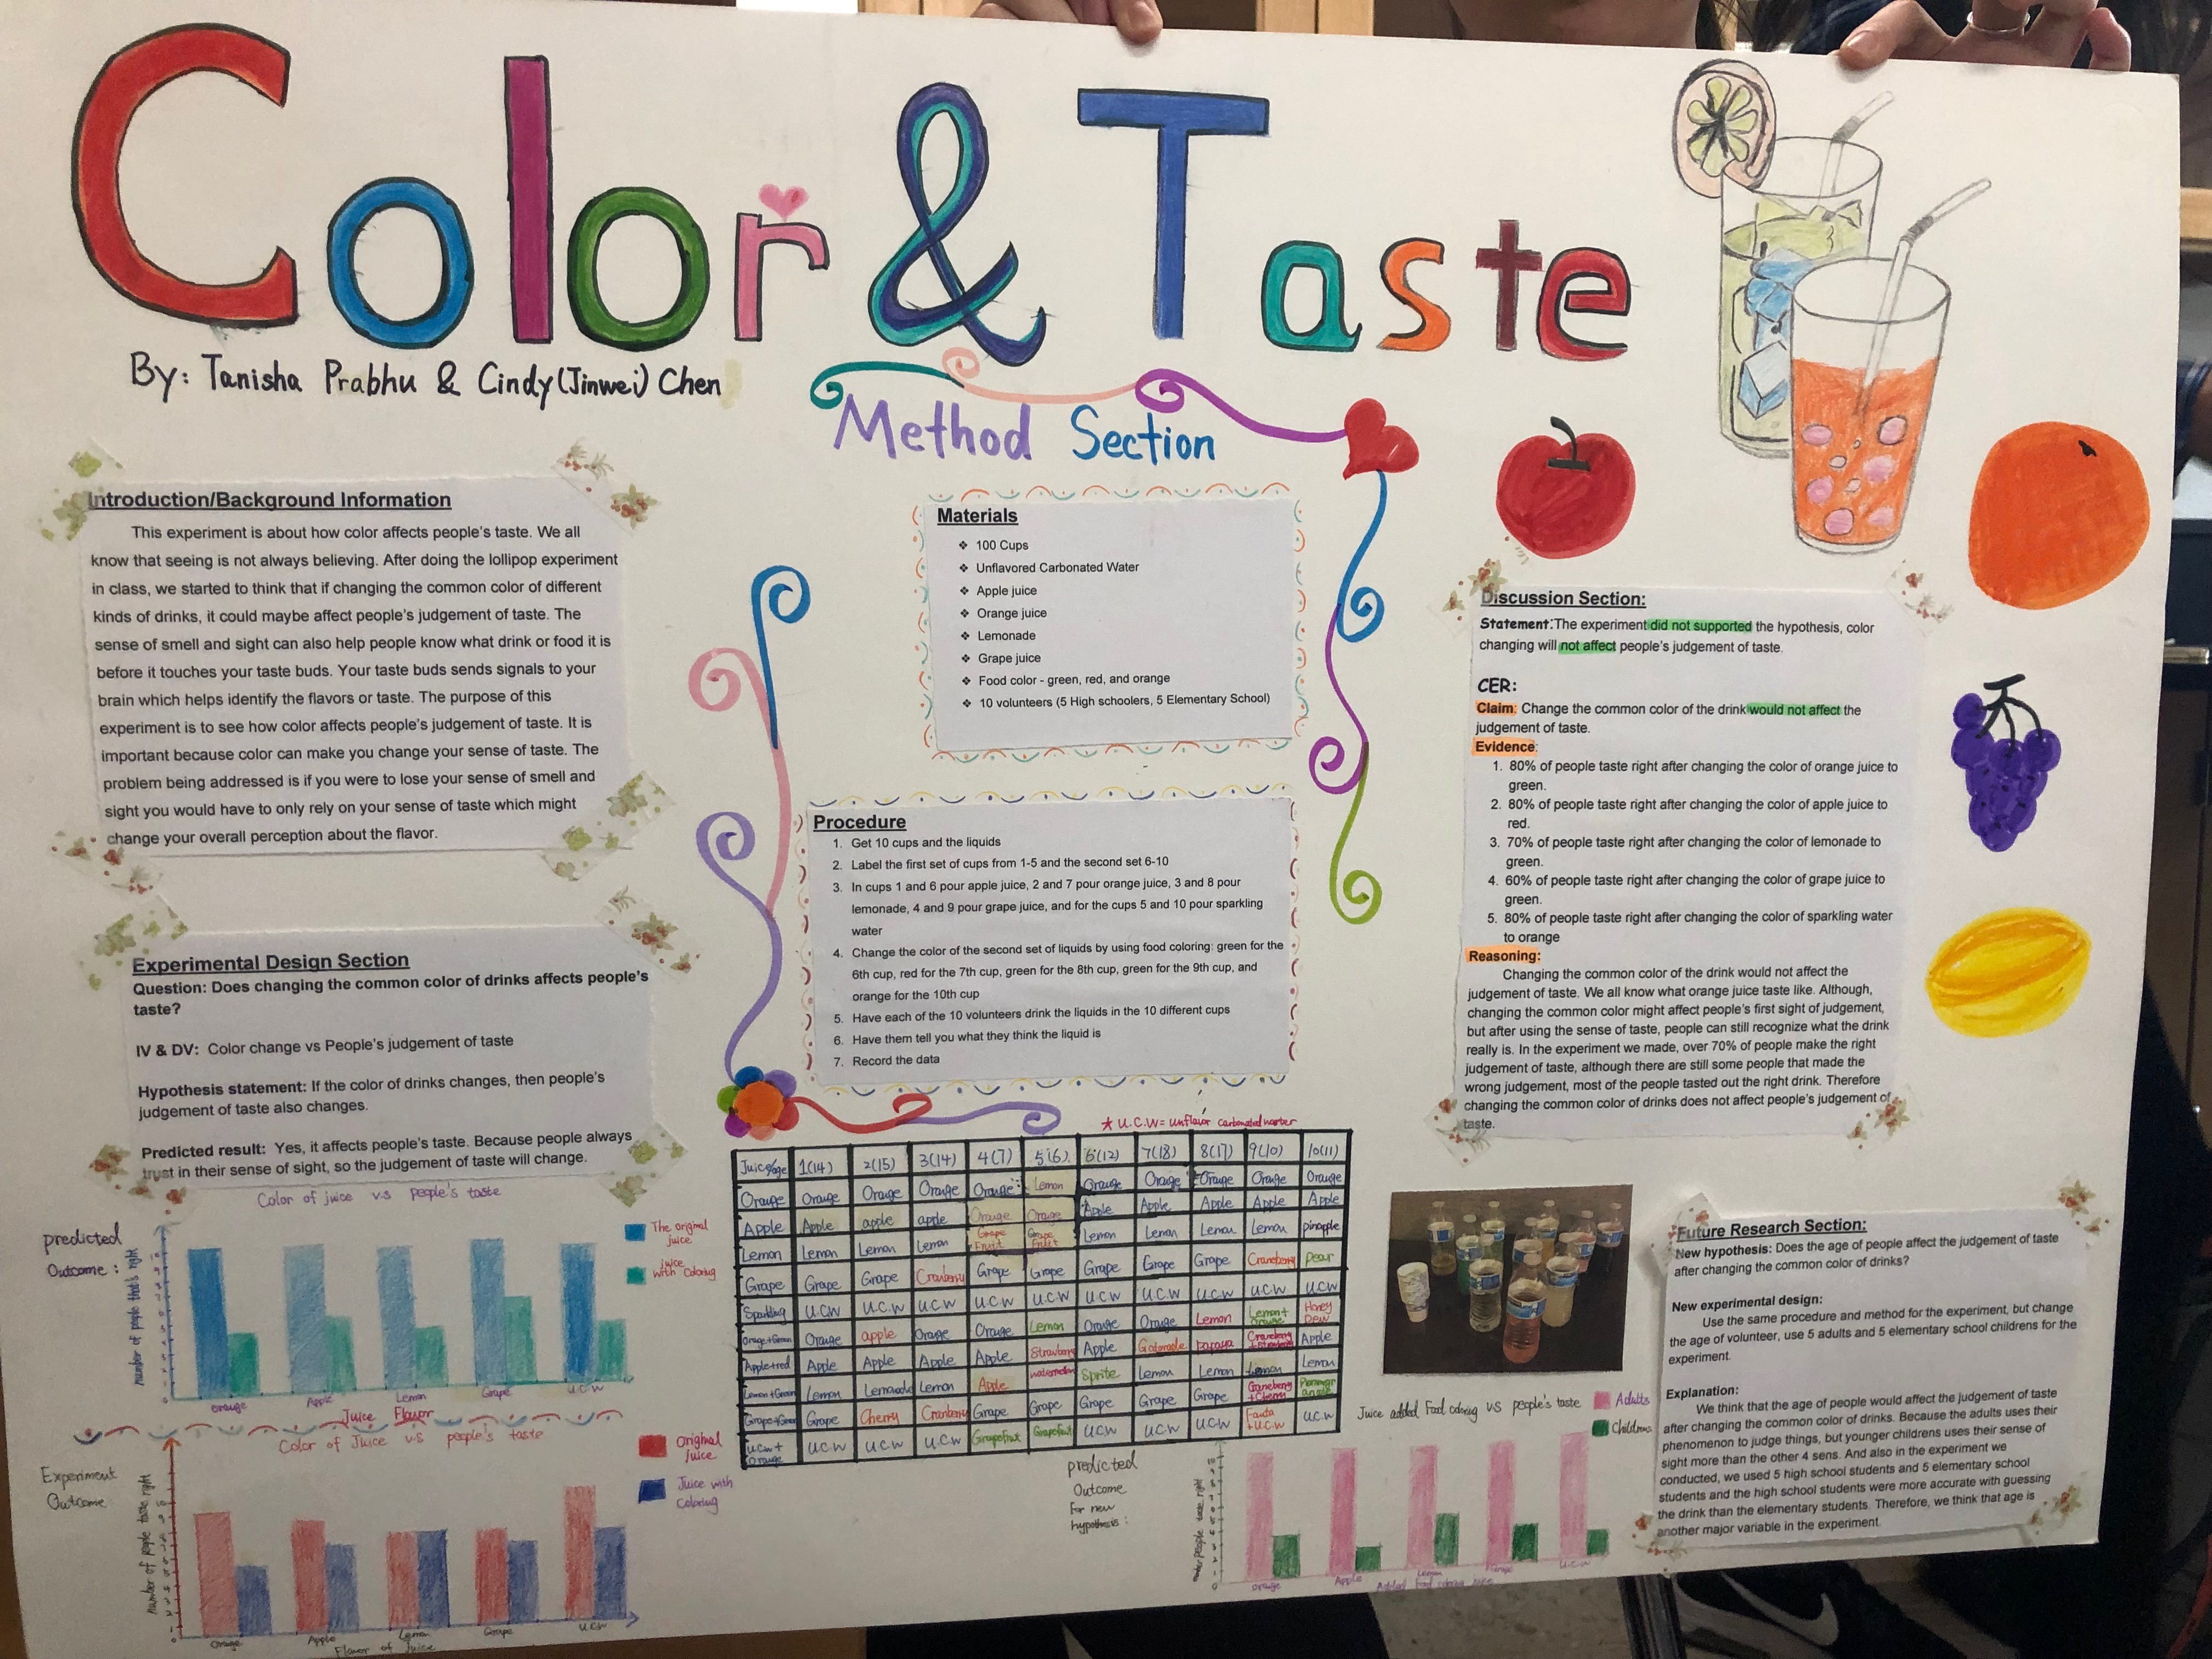 Color & Taste
By: Tanisha Prabhu & Cindy(Jinwei) Chen
Method Section
Introduction/Background Information
This experiment is about how color affects people's taste. We all
know that seeing is not always believing. After doing the lollipop experiment
in class, we started to think that if changing the common color of different
kinds of drinks, it could maybe affect people's judgement of taste. The
sense of smell and sight can also help people know what drink or food it is
before it touches your taste buds. Your taste buds sends signals to your
brain which helps identify the flavors or taste. The purpose of this
experiment is to see how color affects people's judgement of taste. It is
important because color can make you change your sense of taste. The
problem being addressed is if you were to lose your sense of smell and
sight you would have to only rely on your sense of taste which might
change your overall perception about the flavor.
Experimental Design Section
Question: Does changing the common color of drinks affects people's
taste?
IV & DV: Color change vs People's judgement of taste
Hypothesis statement: If the color of drinks changes, then people's
judgement of taste also changes.
Predicted result: Yes, it affects people's taste. Because people always
trust in their sense of sight, so the judgement of taste will change.
Color of juice vs people's taste
predicted
Outcome:
number of people that's right
The original
juice
juice
with coloring
orange
Apple
Lemon
Grape
U.C.W
Juice Flavor
Color of Juice vs people's taste
Experiment
Outcome
number of people taste right
Original
juice
Juice with
Coloring
Orange
Apple
Lemon
Grape
U.C.W
Flavor of Juice
Materials
❖ 100 Cups
❖ Unflavored Carbonated Water
❖ Apple juice
❖ Orange juice
❖ Lemonade
❖ Grape juice
❖ Food color - green, red, and orange
❖ 10 volunteers (5 High schoolers, 5 Elementary School)
Procedure
1. Get 10 cups and the liquids
2. Label the first set of cups from 1-5 and the second set 6-10
3. In cups 1 and 6 pour apple juice, 2 and 7 pour orange juice, 3 and 8 pour
lemonade, 4 and 9 pour grape juice, and for the cups 5 and 10 pour sparkling
water
4. Change the color of the second set of liquids by using food coloring: green for the
6th cup, red for the 7th cup, green for the 8th cup, green for the 9th cup, and
orange for the 10th cup
5. Have each of the 10 volunteers drink the liquids in the 10 different cups
6. Have them tell you what they think the liquid is
7. Record the data
* U.C.W = unflavor carbonated water
Juice/age 1(14) 2(15) 3(14) 4(7) 5(6) 6(12) 7(18) 8(17) 9(10) 10(11)
Orange Orange Orange Orange Orange Lemon Orange Orange Orange Orange Orange
Apple Apple apple apple Orange Orange Apple Apple Apple Apple Apple
Lemon Lemon Lemon Lemon Grape Fruit Grape Fruit Lemon Lemon Lemon Lemon pinapple
Grape Grape Grape Cranberry Grape Grape Grape Grape Grape Craneberry pear
Sparkling U.C.W U.C.W U.C.W U.C.W U.C.W U.C.W U.C.W U.C.W U.C.W U.C.W
Orange+Green Orange apple Orange Orange Lemon Orange Orange Lemon Lemon+ Orange Honey Dew
Apple+red Apple Apple Apple Apple Strawberry Apple Gatorade papaya Craneberry Apple
Lemon+Green Lemon Lemonade Lemon Apple watermelon Sprite Lemon Lemon Lemon Lemon
Grape+Green Grape Cherry Cranberry Grape Grape Grape Grape Grape Craneberry +Cherry
U.C.W+ Orange U.C.W U.C.W U.C.W Grapefruit Grapefruit U.C.W U.C.W U.C.W Fanta +U.C.W U.C.W
Discussion Section:
Statement:The experiment did not supported the hypothesis, color
changing will not affect people's judgement of taste.
CER:
Claim: Change the common color of the drink would not affect the
judgement of taste.
Evidence:
1. 80% of people taste right after changing the color of orange juice to
green.
2. 80% of people taste right after changing the color of apple juice to
red.
3. 70% of people taste right after changing the color of lemonade to
green.
4. 60% of people taste right after changing the color of grape juice to
green.
5. 80% of people taste right after changing the color of sparkling water
to orange
Reasoning:
Changing the common color of the drink would not affect the
judgement of taste. We all know what orange juice taste like. Although,
changing the common color might affect people's first sight of judgement,
but after using the sense of taste, people can still recognize what the drink
really is. In the experiment we made, over 70% of people make the right
judgement of taste, although there are still some people that made the
wrong judgement, most of the people tasted out the right drink. Therefore
changing the common color of drinks does not affect people's judgement of
taste.
Juice added Food coloring vs people's taste
Adults
Childrens
predicted
Outcome
for new
hypothesis:
Orange
Apple
Lemon
Grape
U.C.W
Added food coloring juice
Future Research Section:
New hypothesis: Does the age of people affect the judgement of taste
after changing the common color of drinks?
New experimental design:
Use the same procedure and method for the experiment, but change
the age of volunteer, use 5 adults and 5 elementary school childrens for the
experiment.
Explanation:
We think that the age of people would affect the judgement of taste
after changing the common color of drinks. Because the adults uses their
phenomenon to judge things, but younger childrens uses their sense of
sight more than the other 4 sens. And also in the experiment we
conducted, we used 5 high school students and 5 elementary school
students and the high school students were more accurate with guessing
the drink than the elementary students. Therefore, we think that age is
another major variable in the experiment.